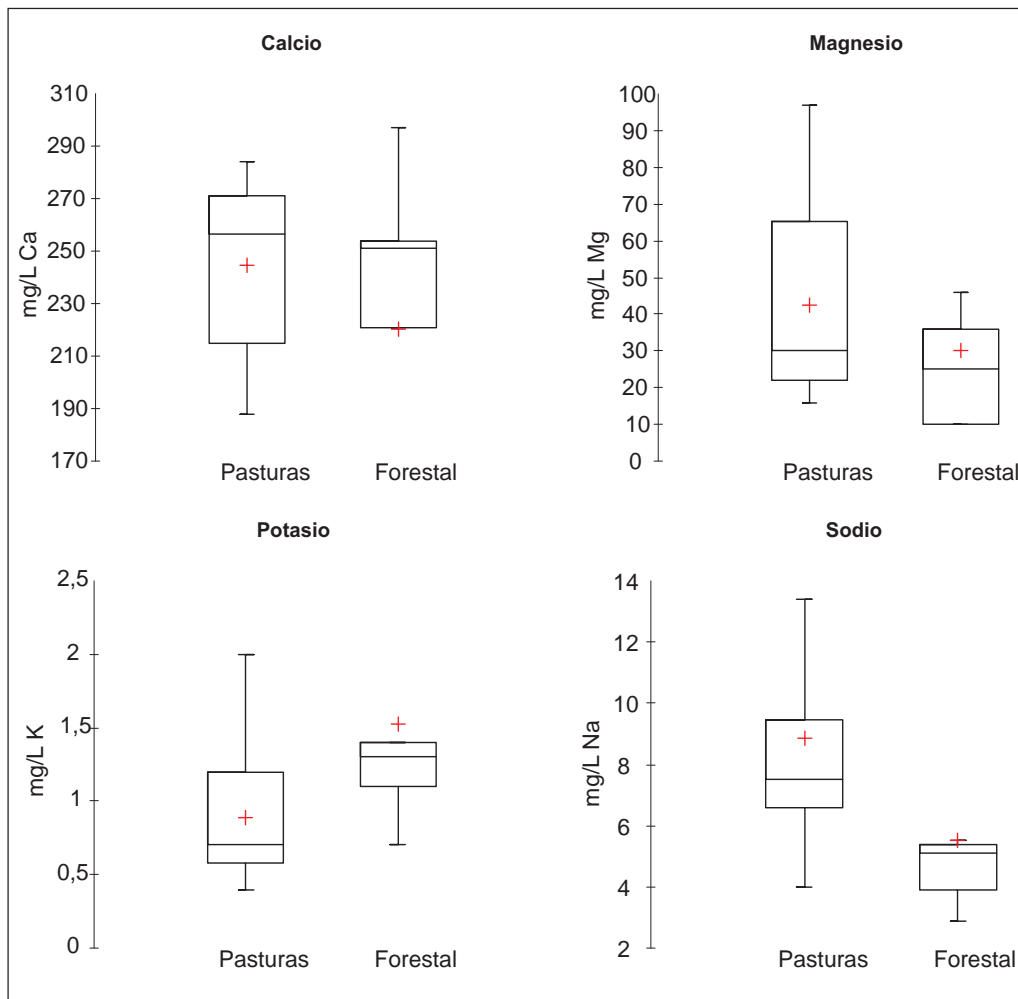 Calcio
310
290
270
250
230
210
190
170
mg/L Ca
Pasturas
Forestal
Magnesio
100
90
80
70
60
50
40
30
20
10
0
mg/L Mg
Pasturas
Forestal
Potasio
2,5
2
1,5
1
0,5
0
mg/L K
Pasturas
Forestal
Sodio
14
12
10
8
6
4
2
mg/L Na
Pasturas
Forestal